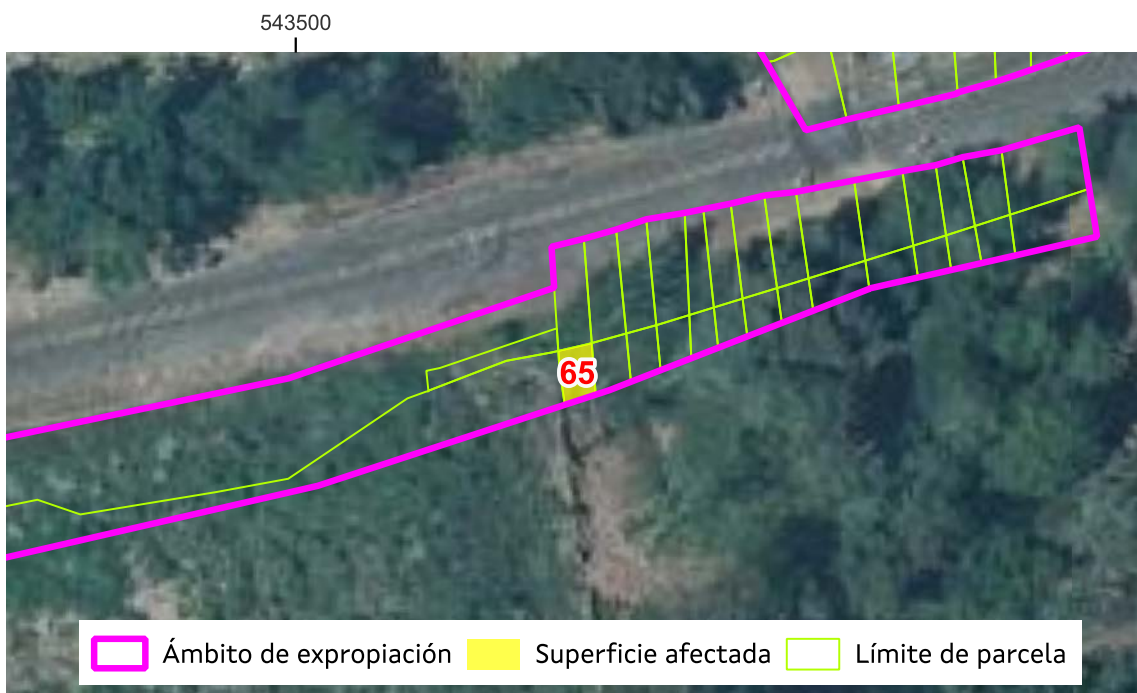 543500
65
Ámbito de expropiación
Superficie afectada
Límite de parcela